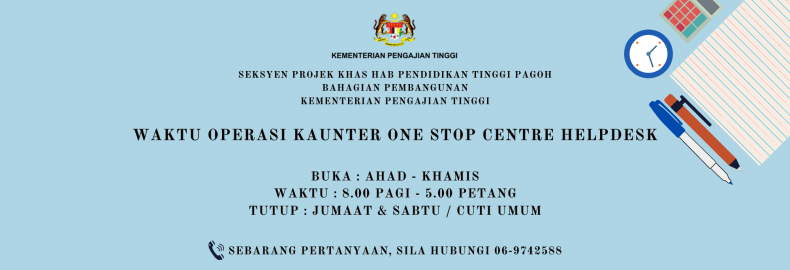 KEMENTERIAN PENGAJIAN TINGGI
SEKSYEN PROJEK KHAS HAB PENDIDIKAN TINGGI PAGOH
BAHAGIAN PEMBANGUNAN
KEMENTERIAN PENGAJIAN TINGGI
WAKTU OPERASI KAUNTER ONE STOP CENTRE HELPDESK
BUKA : AHAD - KHAMIS
WAKTU : 8.00 PAGI - 5.00 PETANG
TUTUP : JUMAAT & SABTU / CUTI UMUM
SEBARANG PERTANYAAN, SILA HUBUNGI 06-9742588